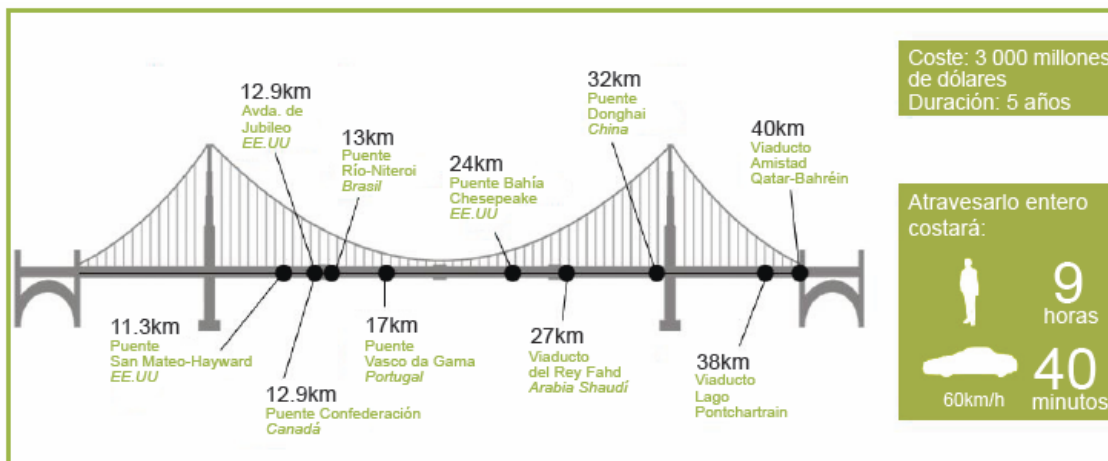 12.9km
Avda. de
Jubileo
EE.UU
13km
Puente
Río-Niteroi
Brasil
24km
Puente Bahía
Chesepeake
EE.UU
32km
Puente
Donghai
China
40km
Viaducto
Amistad
Qatar-Bahréin
11.3km
Puente
San Mateo-Hayward
EE.UU
12.9km
Puente Confederación
Canadá
17km
Puente
Vasco da Gama
Portugal
27km
Viaducto
del Rey Fahd
Arabia Shaudí
38km
Viaducto
Lago
Pontchartrain
Coste: 3 000 millones
de dólares
Duración: 5 años
Atravesarlo entero
costará:
9
horas
40
60km/h minutos